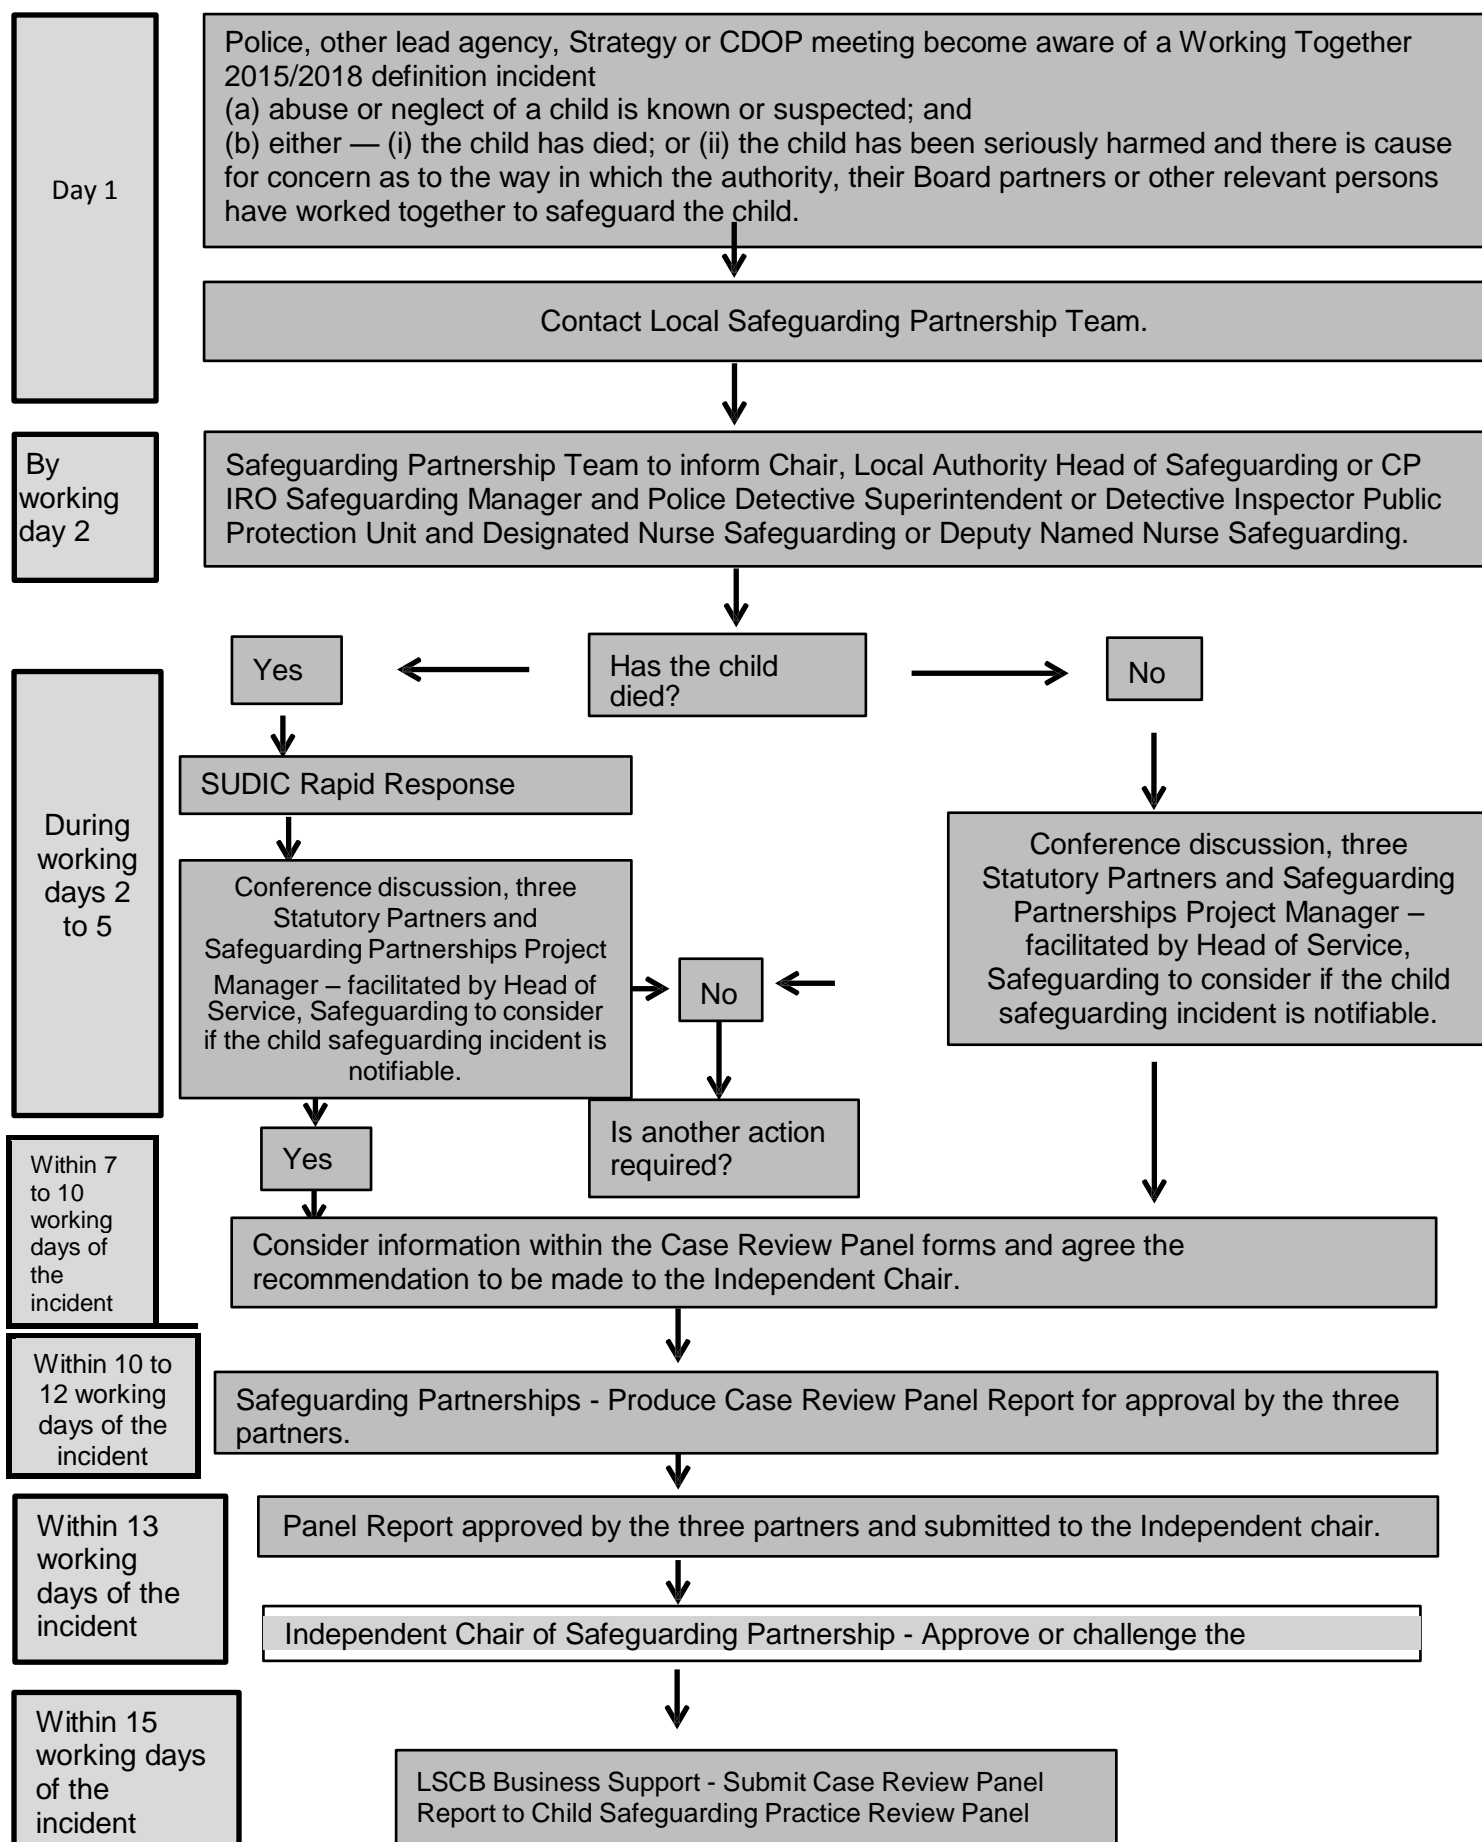 Day 1
Police, other lead agency, Strategy or CDOP meeting become aware of a Working Together
2015/2018 definition incident
(a) abuse or neglect of a child is known or suspected; and
(b) either — (i) the child has died; or (ii) the child has been seriously harmed and there is cause
for concern as to the way in which the authority, their Board partners or other relevant persons
have worked together to safeguard the child.
Contact Local Safeguarding Partnership Team.
By
working
day 2
Safeguarding Partnership Team to inform Chair, Local Authority Head of Safeguarding or CP
IRO Safeguarding Manager and Police Detective Superintendent or Detective Inspector Public
Protection Unit and Designated Nurse Safeguarding or Deputy Named Nurse Safeguarding.
Yes
Has the child
died?
No
During
working
days 2
to 5
SUDIC Rapid Response
Conference discussion, three
Statutory Partners and
Safeguarding Partnerships Project
Manager – facilitated by Head of
Service, Safeguarding to consider
if the child safeguarding incident is
notifiable.
No
Conference discussion, three
Statutory Partners and Safeguarding
Partnerships Project Manager –
facilitated by Head of Service,
Safeguarding to consider if the child
safeguarding incident is notifiable.
Yes
Is another action
required?
Within 7
to 10
working
days of
the
incident
Consider information within the Case Review Panel forms and agree the
recommendation to be made to the Independent Chair.
Within 10 to
12 working
days of the
incident
Safeguarding Partnerships - Produce Case Review Panel Report for approval by the three
partners.
Within 13
working
days of the
incident
Panel Report approved by the three partners and submitted to the Independent chair.
Independent Chair of Safeguarding Partnership - Approve or challenge the
Within 15
working days
of the
incident
LSCB Business Support - Submit Case Review Panel
Report to Child Safeguarding Practice Review Panel